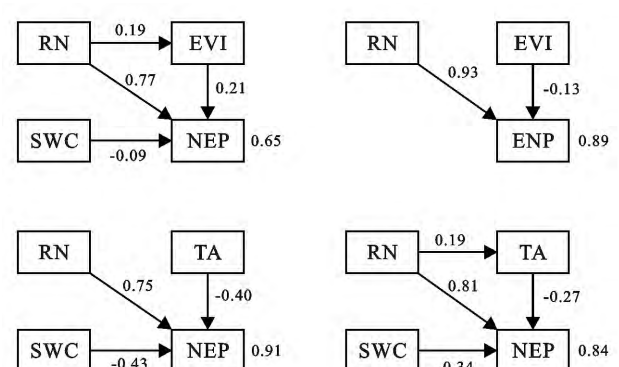 0.19
RN EVI
0.77 0.21
SWC NEP 0.65
-0.09
RN EVI
0.93 -0.13
ENP 0.89
RN TA
0.75 -0.40
SWC NEP 0.91
-0.43
0.19
RN TA
0.81 -0.27
SWC NEP 0.84